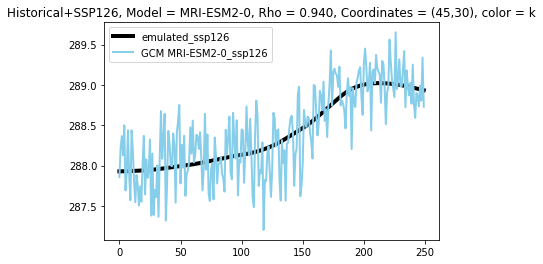 Historical+SSP126, Model = MRI-ESM2-0, Rho = 0.940, Coordinates = (45,30), color = k
emulated_ssp126
GCM MRI-ESM2-0_ssp126
289.5
289.0
288.5
288.0
287.5
0 50 100 150 200 250